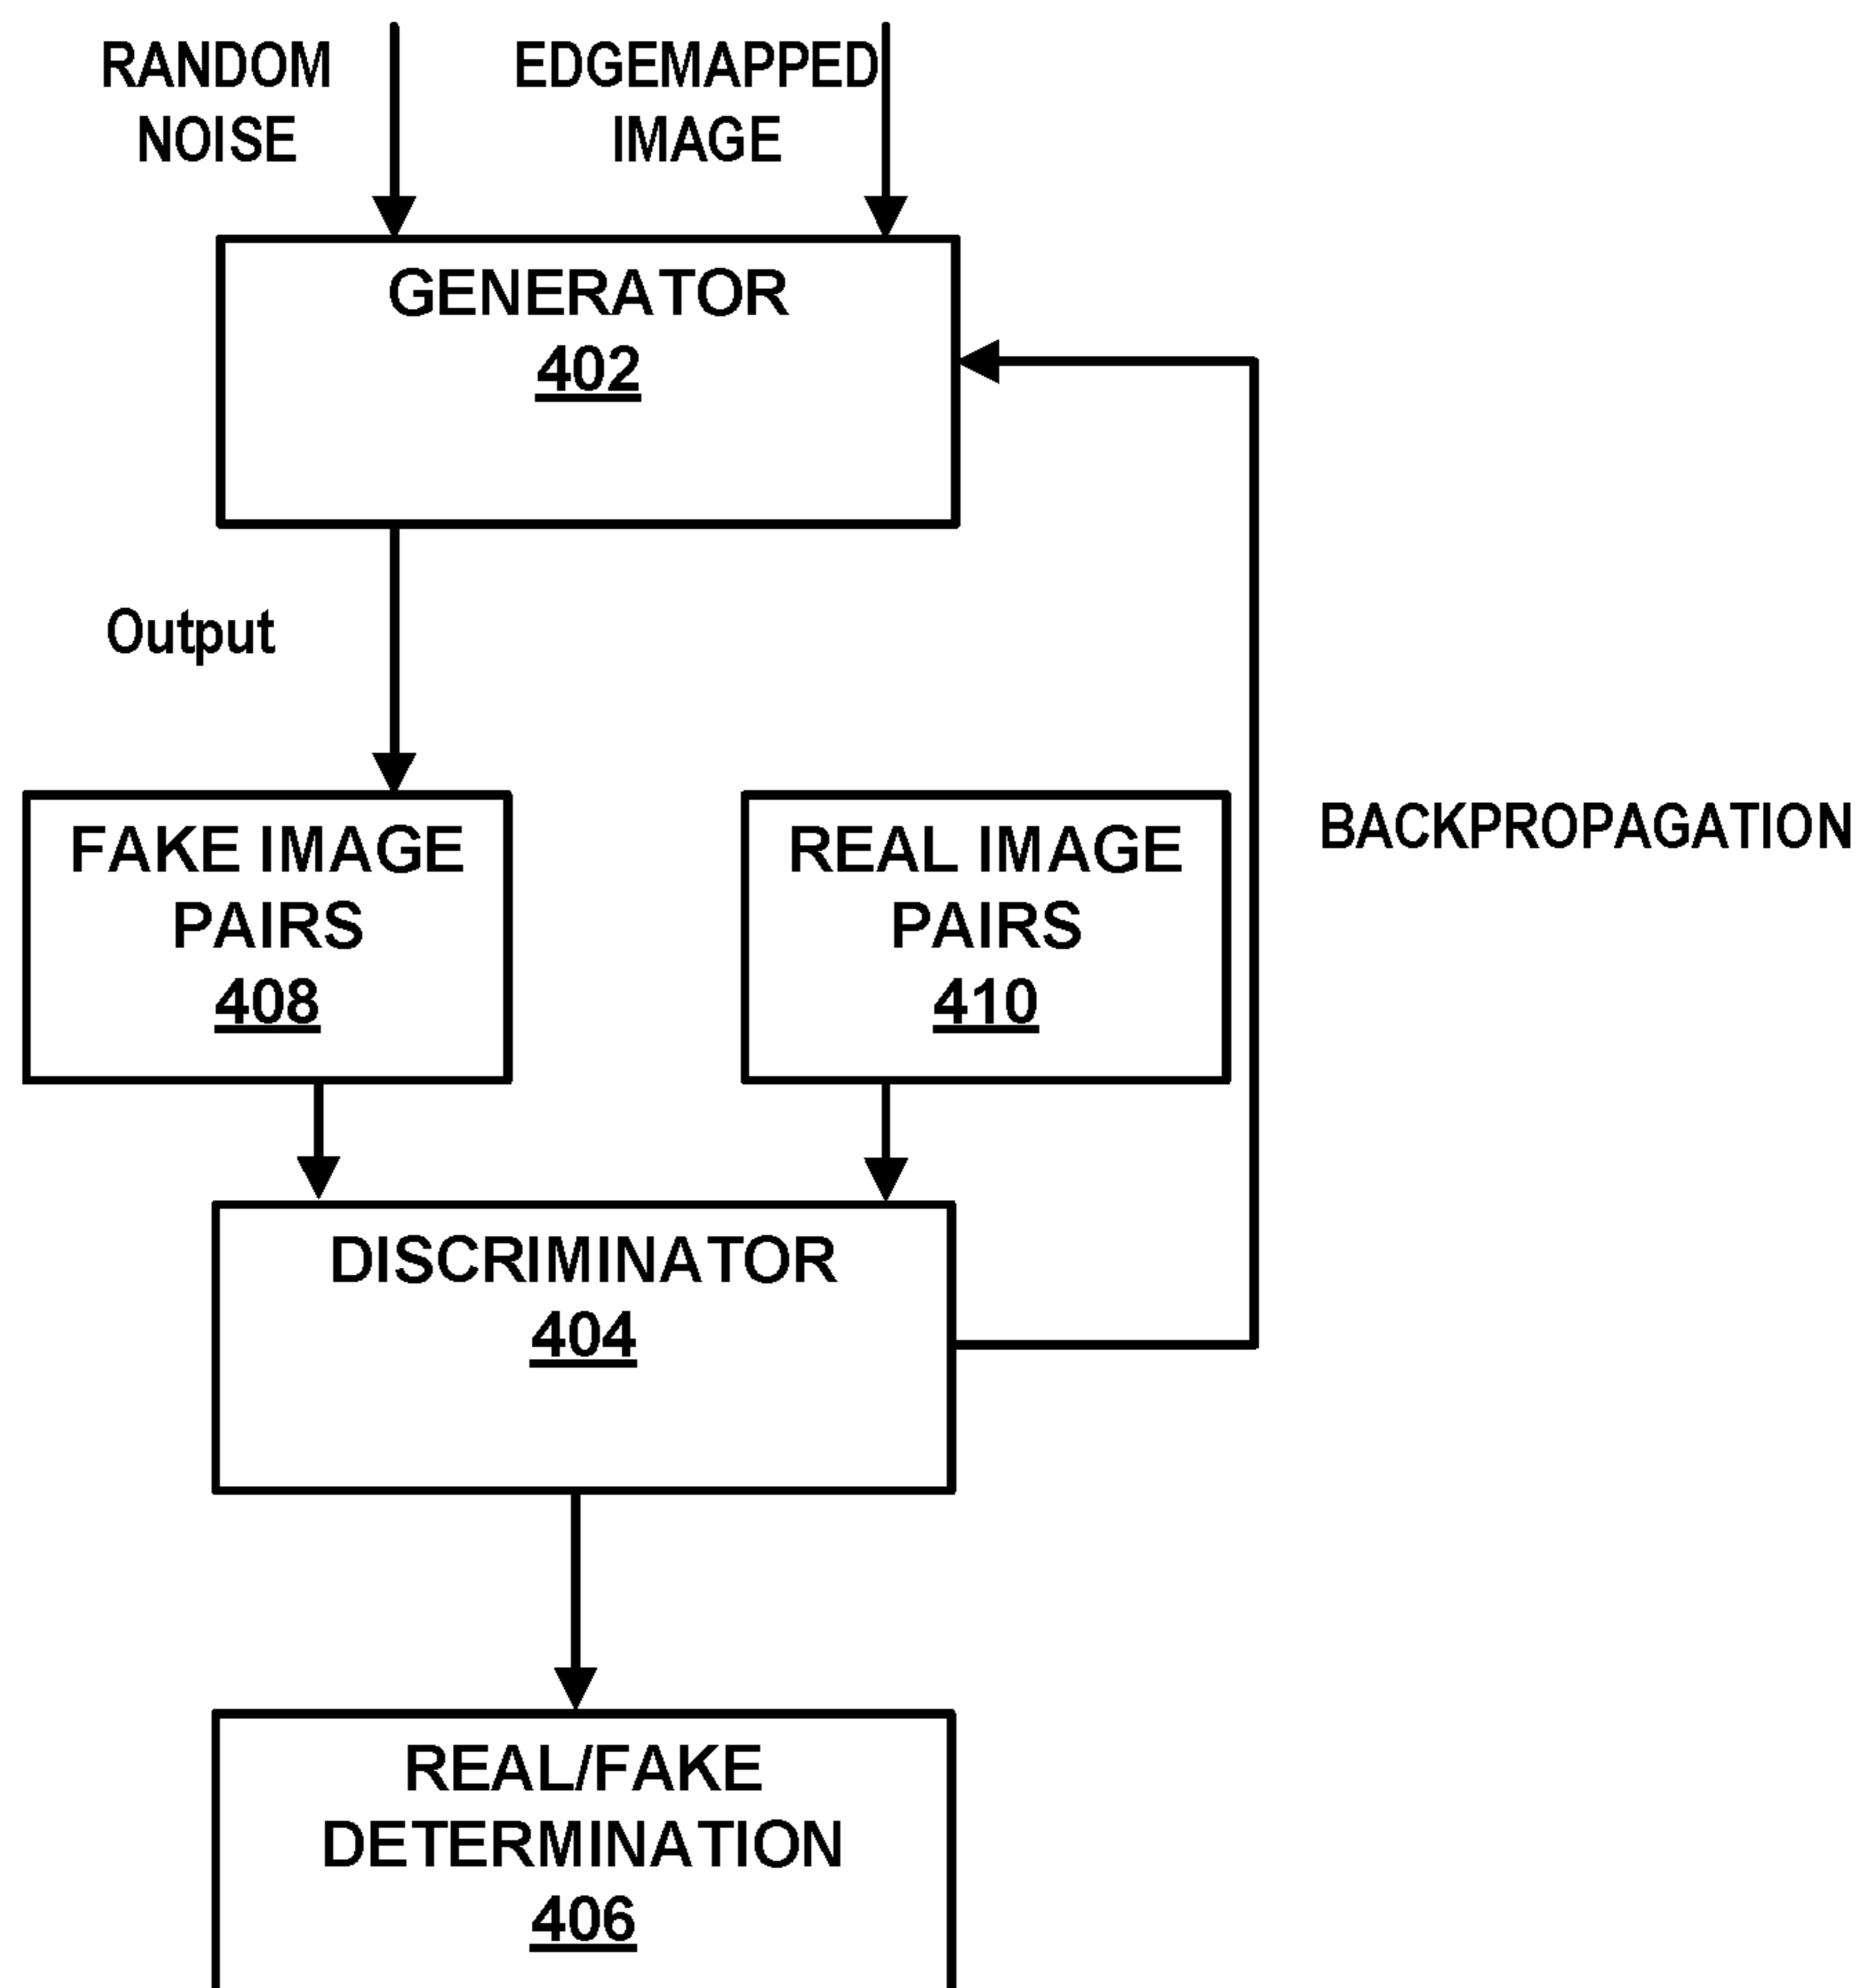 RANDOM
NOISE
EDGEMAPPED
IMAGE
GENERATOR
402
Output
FAKE IMAGE
PAIRS
408
REAL IMAGE
PAIRS
410
BACKPROPAGATION
DISCRIMINATOR
404
REAL/FAKE
DETERMINATION
406